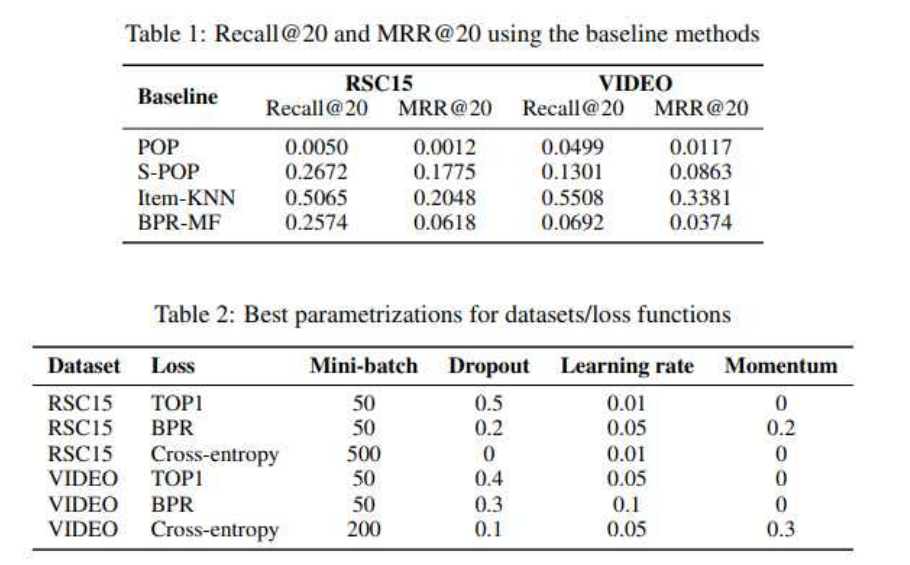 Table 1: Recall@20 and MRR@20 using the baseline methods
Baseline RSC15 VIDEO
Recall@20 MRR@20 Recall@20 MRR@20
POP 0.0050 0.0012 0.0499 0.0117
S-POP 0.2672 0.1775 0.1301 0.0863
Item-KNN 0.5065 0.2048 0.5508 0.3381
BPR-MF 0.2574 0.0618 0.0692 0.0374
Table 2: Best parametrizations for datasets/loss functions
Dataset Loss Mini-batch Dropout Learning rate Momentum
RSC15 TOP1 50 0.5 0.01 0
RSC15 BPR 50 0.2 0.05 0.2
RSC15 Cross-entropy 500 0 0.01 0
VIDEO TOP1 50 0.4 0.05 0
VIDEO BPR 50 0.3 0.1 0
VIDEO Cross-entropy 200 0.1 0.05 0.3